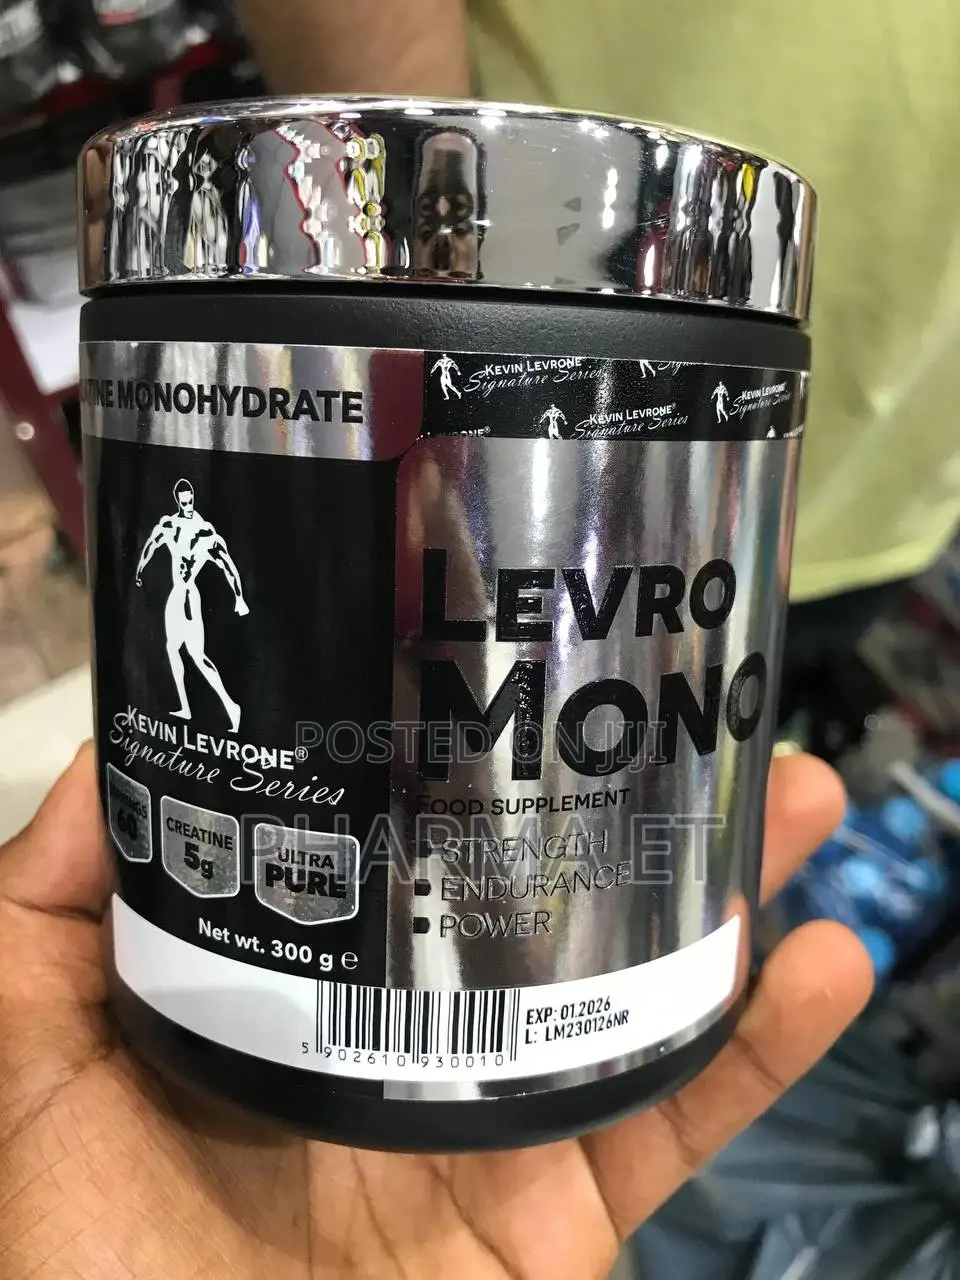 KEVIN LEVRONE®
Signature Series
KEVIN LEVRONE®
Signature Series
KEVIN LEVRONE®
Signature Series
MONOHYDRATE
LEVRO
MONO
KEVIN LEVRONE®
Signature Series
POSTED ON JIJI
FOOD SUPPLEMENT
60
CREATINE
5g
ULTRA
PURE
PHARMA ET
STRENGTH
ENDURANCE
POWER
Net wt. 300 g e
EXP: 01.2026
L: LM230126NR
5 902610 930010